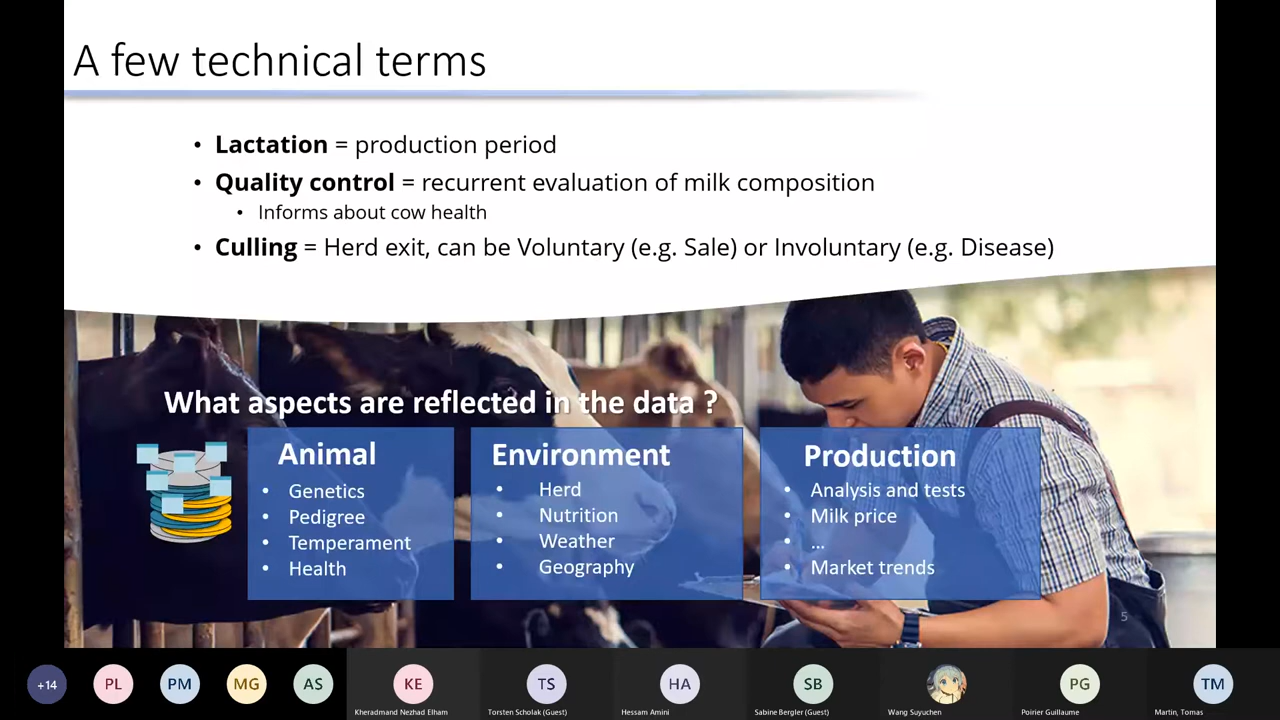 A few technical terms
• Lactation = production period
• Quality control = recurrent evaluation of milk composition
• Informs about cow health
• Culling = Herd exit, can be Voluntary (e.g. Sale) or Involuntary (e.g. Disease)
What aspects are reflected in the data ?
Animal
• Genetics
• Pedigree
• Temperament
• Health
Environment
• Herd
• Nutrition
• Weather
• Geography
Production
• Analysis and tests
• Milk price
• ...
• Market trends
5
+14
PL
PM
MG
AS
KE
Kheradmand Nezhad Elham
TS
Torsten Scholak (Guest)
HA
Hessam Amini
SB
Sabine Bergler (Guest)
Wang Suyuchen
PG
Poirier Guillaume
TM
Martin, Tomas